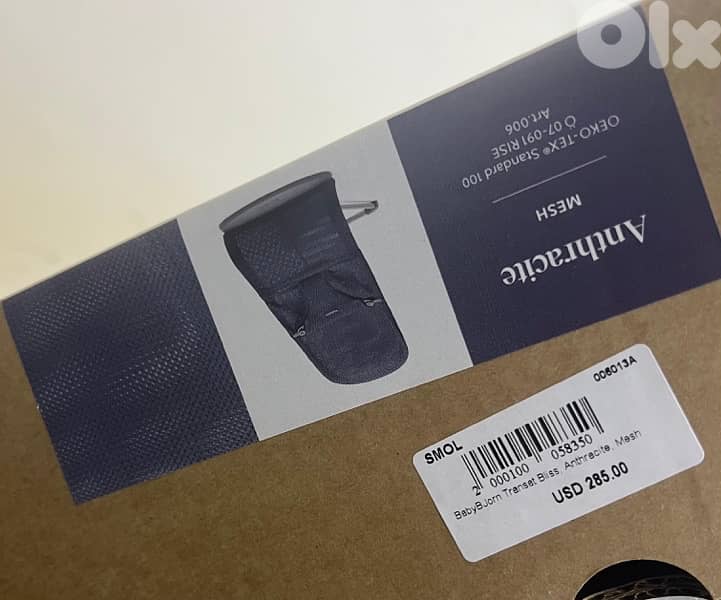 Olx
Anthracite
MESH
OEKO-TEX® Standard 100
Ö 07-091 RISE
Art.006
006013A
SMOL
2 000100 058350
BabyBJorn Transat Bliss, Anthracite, Mesh
USD 285.00